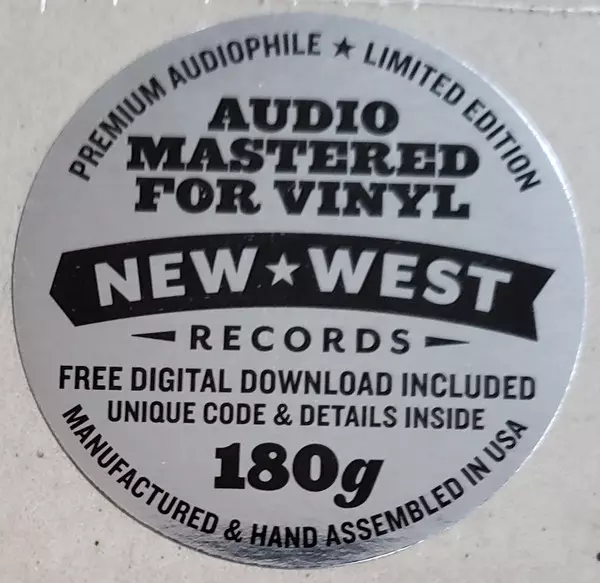 PREMIUM AUDIOPHILE ★ LIMITED EDITION
AUDIO
MASTERED
FOR VINYL
NEW★WEST
RECORDS
FREE DIGITAL DOWNLOAD INCLUDED
UNIQUE CODE & DETAILS INSIDE
180g
MANUFACTURED & HAND ASSEMBLED IN USA